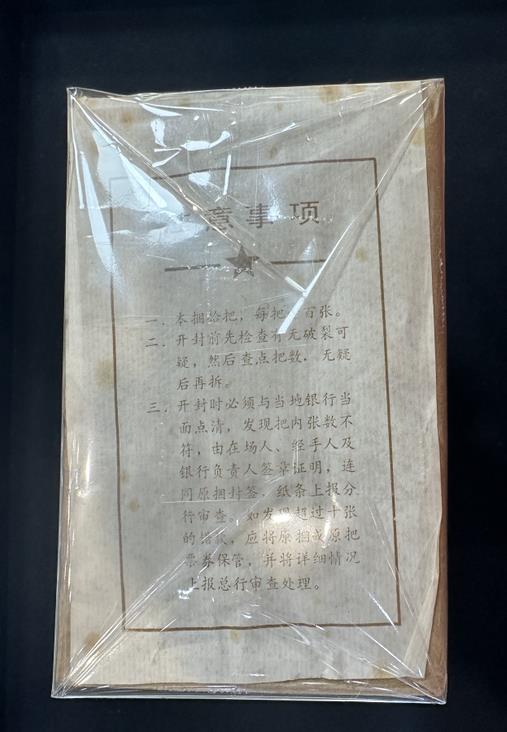 意事项
一．本捆拾把，每把 百张。
二．开封前先检查有无破裂可
疑，然后查点把数．无疑
后再拆。
三．开封时必须与当地银行当
面点清，发现把内张数不
符，由在场人、经手人及
银行负责人签章证明，连
同原捆封签．纸条上报分
行审查．如发现超过十张
的 ，应将原捆或原把
票券保管，并将详细情况
上报总行审查处理。